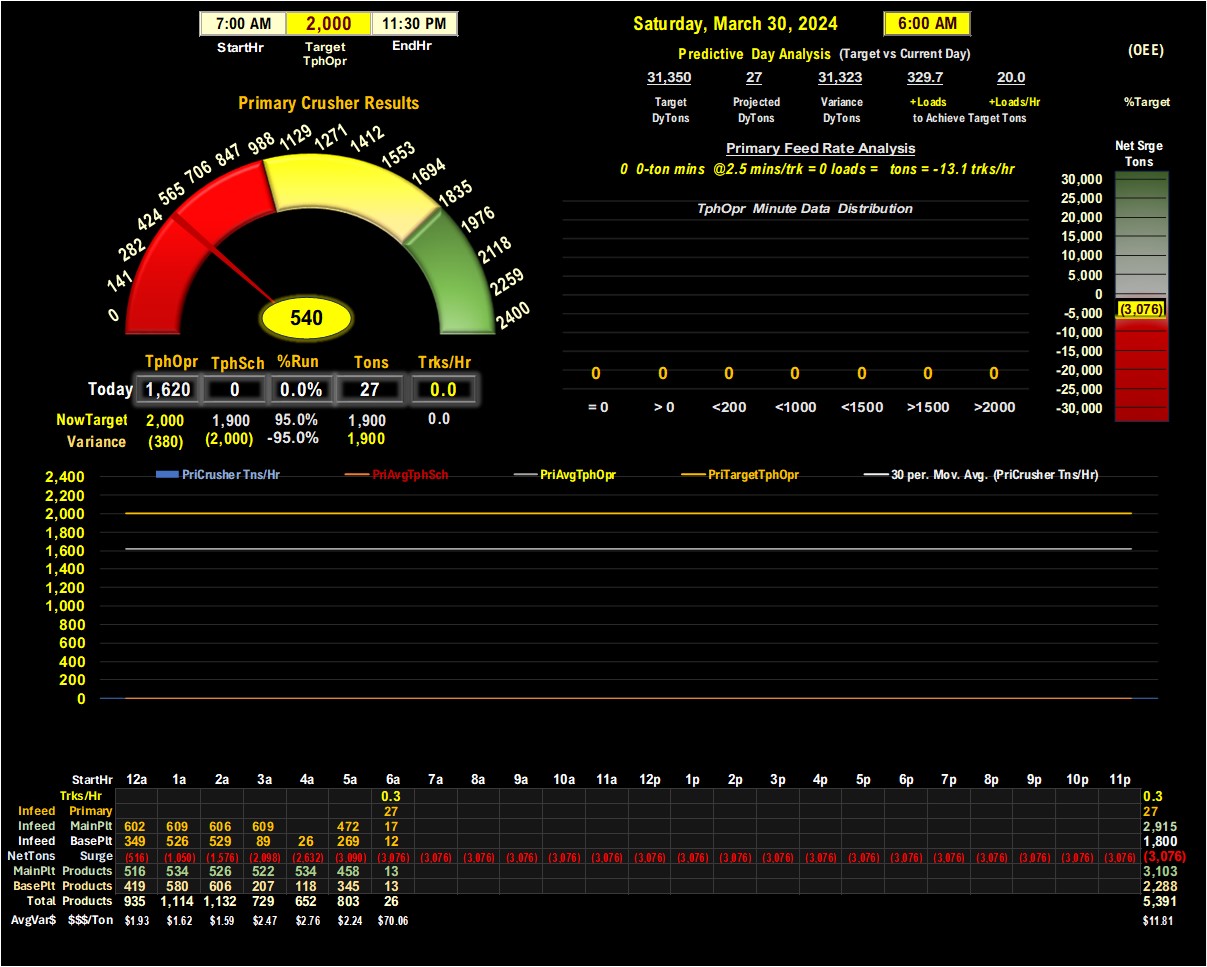 7:00 AM 2,000 11:30 PM
StartHr Target TphOpr EndHr
Saturday, March 30, 2024 6:00 AM
Predictive Day Analysis (Target vs Current Day)
(OEE)
31,350 27 31,323 329.7 20.0
Target DyTons Projected DyTons Variance DyTons +Loads +Loads/Hr to Achieve Target Tons
%Target
Primary Crusher Results
0 141 282 424 565 706 847 988 1129 1271 1412 1553 1694 1835 1976 2118 2259 2400
540
Primary Feed Rate Analysis
0 0-ton mins @2.5 mins/trk = 0 loads = tons = -13.1 trks/hr
TphOpr Minute Data Distribution
0 0 0 0 0 0 0
= 0 > 0 <200 <1000 <1500 >1500 >2000
Net Srge
Tons
30,000
25,000
20,000
15,000
10,000
5,000
0
(3,076)
-5,000
-10,000
-15,000
-20,000
-25,000
-30,000
TphOpr TphSch %Run Tons Trks/Hr
Today 1,620 0 0.0% 27 0.0
NowTarget 2,000 1,900 95.0% 1,900 0.0
Variance (380) (2,000) -95.0% 1,900
PriCrusher Tns/Hr PriAvgTphSch PriAvgTphOpr PriTargetTphOpr 30 per. Mov. Avg. (PriCrusher Tns/Hr)
2,400
2,200
2,000
1,800
1,600
1,400
1,200
1,000
800
600
400
200
0
StartHr 12a 1a 2a 3a 4a 5a 6a 7a 8a 9a 10a 11a 12p 1p 2p 3p 4p 5p 6p 7p 8p 9p 10p 11p
Trks/Hr 0.3 0.3
Infeed Primary 27 27
Infeed MainPlt 602 609 606 609 472 17 2,915
Infeed BasePlt 349 526 529 89 26 269 12 1,800
NetTons Surge (516) (1,050) (1,576) (2,098) (2,632) (3,090) (3,076) (3,076) (3,076) (3,076) (3,076) (3,076) (3,076) (3,076) (3,076) (3,076) (3,076) (3,076) (3,076) (3,076) (3,076) (3,076) (3,076) (3,076) (3,076)
MainPlt Products 516 534 526 522 534 458 13 3,103
BasePlt Products 419 580 606 207 118 345 13 2,288
Total Products 935 1,114 1,132 729 652 803 26 5,391
AvgVar$ $$$/Ton $1.93 $1.62 $1.59 $2.47 $2.76 $2.24 $70.06 $11.81